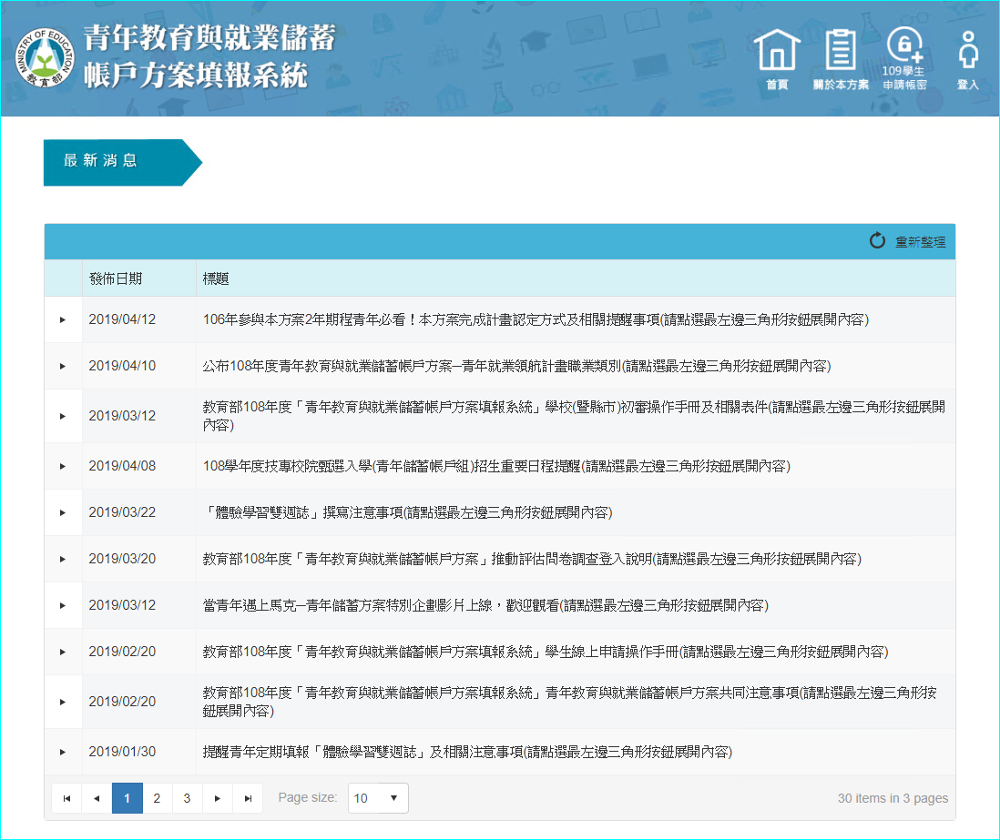 青年教育與就業儲蓄
帳戶方案填報系統
MINISTRY OF EDUCATION
教育部
首頁
關於本方案
109學生
申請帳密
登入
最新消息
重新整理
發佈日期 標題
2019/04/12 106年參與本方案2年期程青年必看！本方案完成計畫認定方式及相關提醒事項(請點選最左邊三角形按鈕展開內容)
2019/04/10 公布108年度青年教育與就業儲蓄帳戶方案─青年就業領航計畫職業類別(請點選最左邊三角形按鈕展開內容)
2019/03/12 教育部108年度「青年教育與就業儲蓄帳戶方案填報系統」學校(暨縣市)初審操作手冊及相關表件(請點選最左邊三角形按鈕展開
內容)
2019/04/08 108學年度技專校院甄選入學(青年儲蓄帳戶組)招生重要日程提醒(請點選最左邊三角形按鈕展開內容)
2019/03/22 「體驗學習雙週誌」撰寫注意事項(請點選最左邊三角形按鈕展開內容)
2019/03/20 教育部108年度「青年教育與就業儲蓄帳戶方案」推動評估問卷調查登入說明(請點選最左邊三角形按鈕展開內容)
2019/03/12 當青年遇上馬克─青年儲蓄方案特別企劃影片上線，歡迎觀看(請點選最左邊三角形按鈕展開內容)
2019/02/20 教育部108年度「青年教育與就業儲蓄帳戶方案填報系統」學生線上申請操作手冊(請點選最左邊三角形按鈕展開內容)
2019/02/20 教育部108年度「青年教育與就業儲蓄帳戶方案填報系統」青年教育與就業儲蓄帳戶方案共同注意事項(請點選最左邊三角形按
鈕展開內容)
2019/01/30 提醒青年定期填報「體驗學習雙週誌」及相關注意事項(請點選最左邊三角形按鈕展開內容)
1 2 3 Page size: 10 30 items in 3 pages